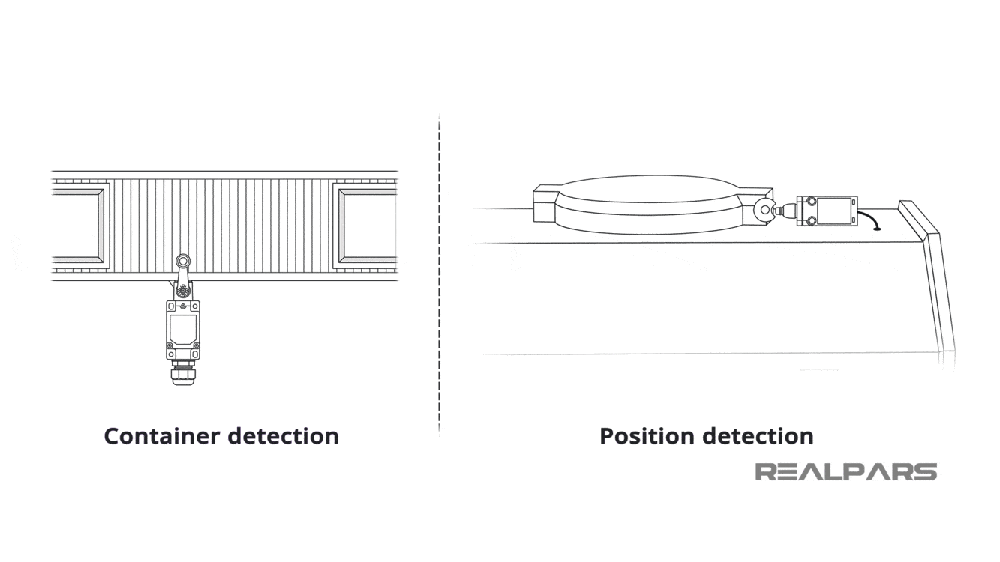 Container detection
Position detection
REALPARS